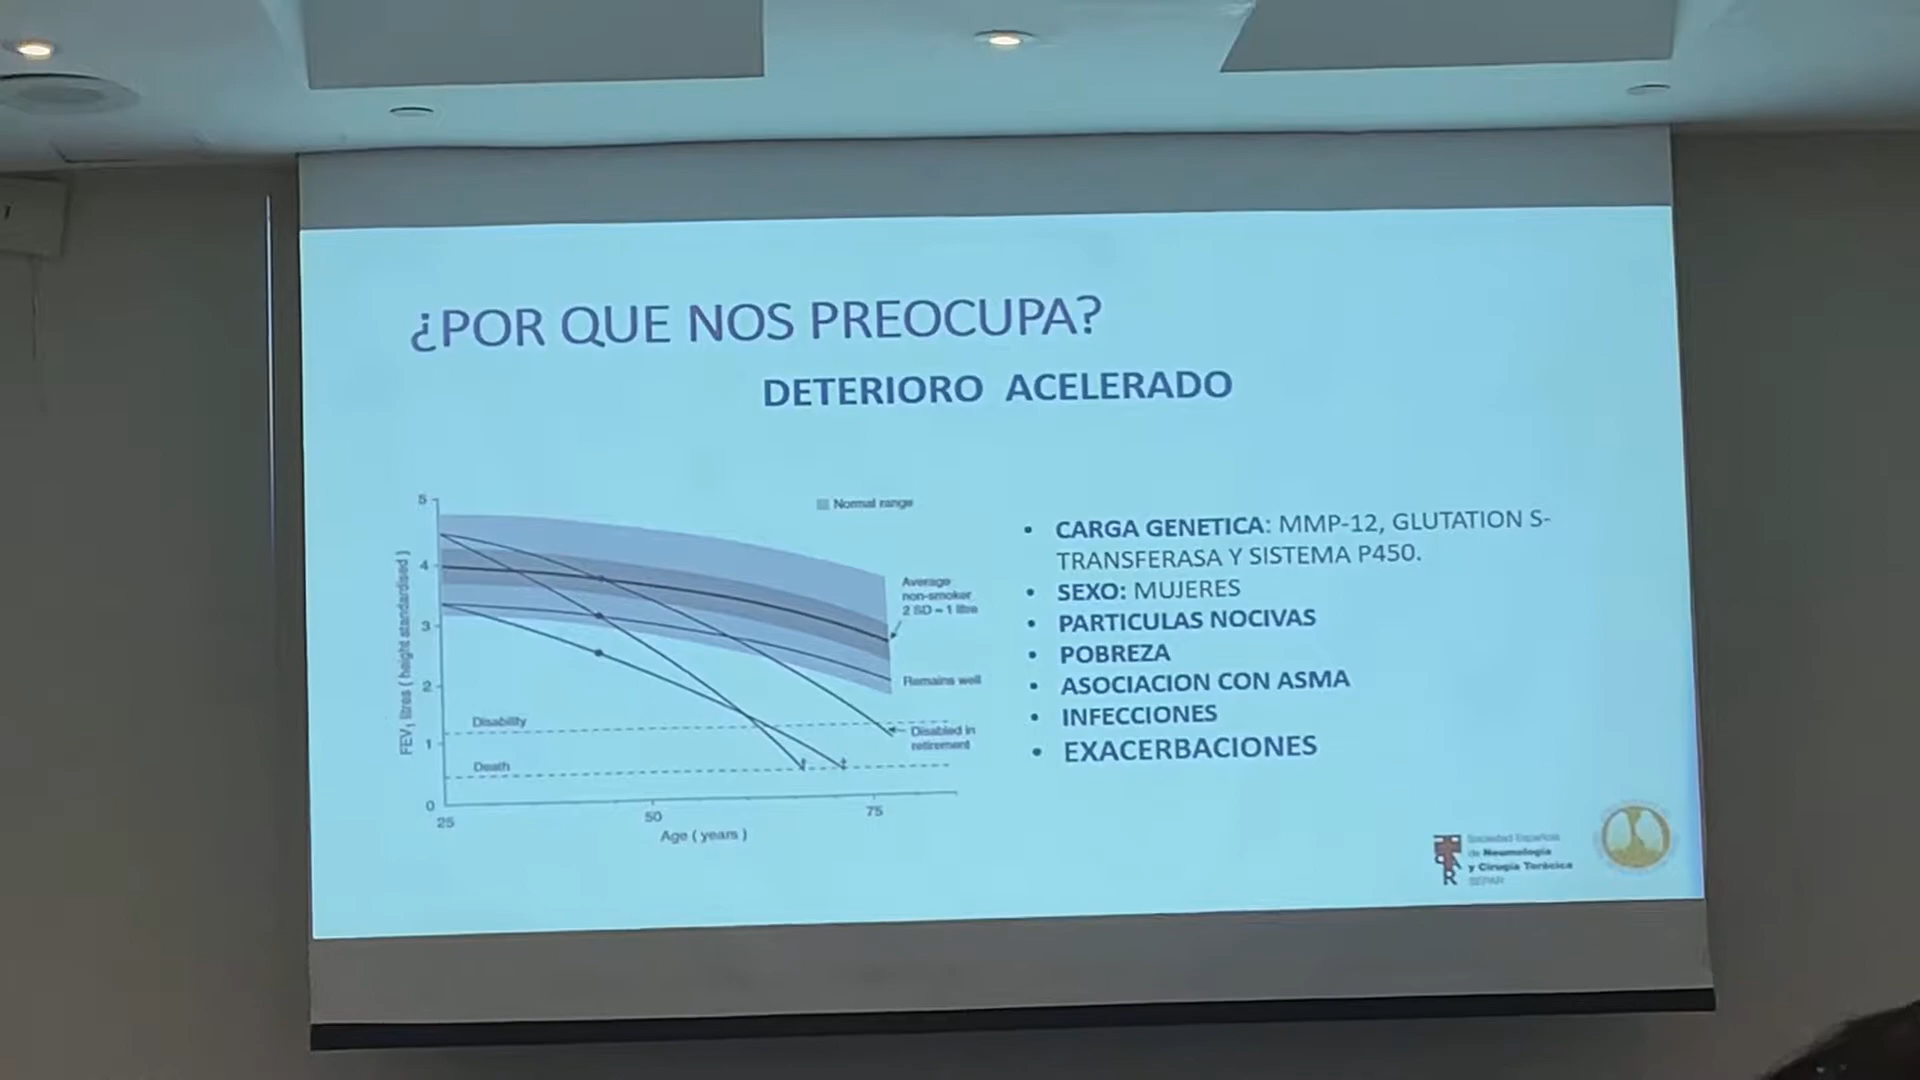 ¿POR QUE NOS PREOCUPA?
DETERIORO ACELERADO
Normal range
5
4
3
2
1
0
FEV1 litres ( height standardised )
Average
non-smoker
2 SD ~ 1 litre
Remains well
Disability
Disabled in
retirement
Death
25
50
75
Age ( years )
• CARGA GENETICA: MMP-12, GLUTATION S-
TRANSFERASA Y SISTEMA P450.
• SEXO: MUJERES
• PARTICULAS NOCIVAS
• POBREZA
• ASOCIACION CON ASMA
• INFECCIONES
• EXACERBACIONES
Sociedad Española
de Neumología
y Cirugía Torácica
SEPAR